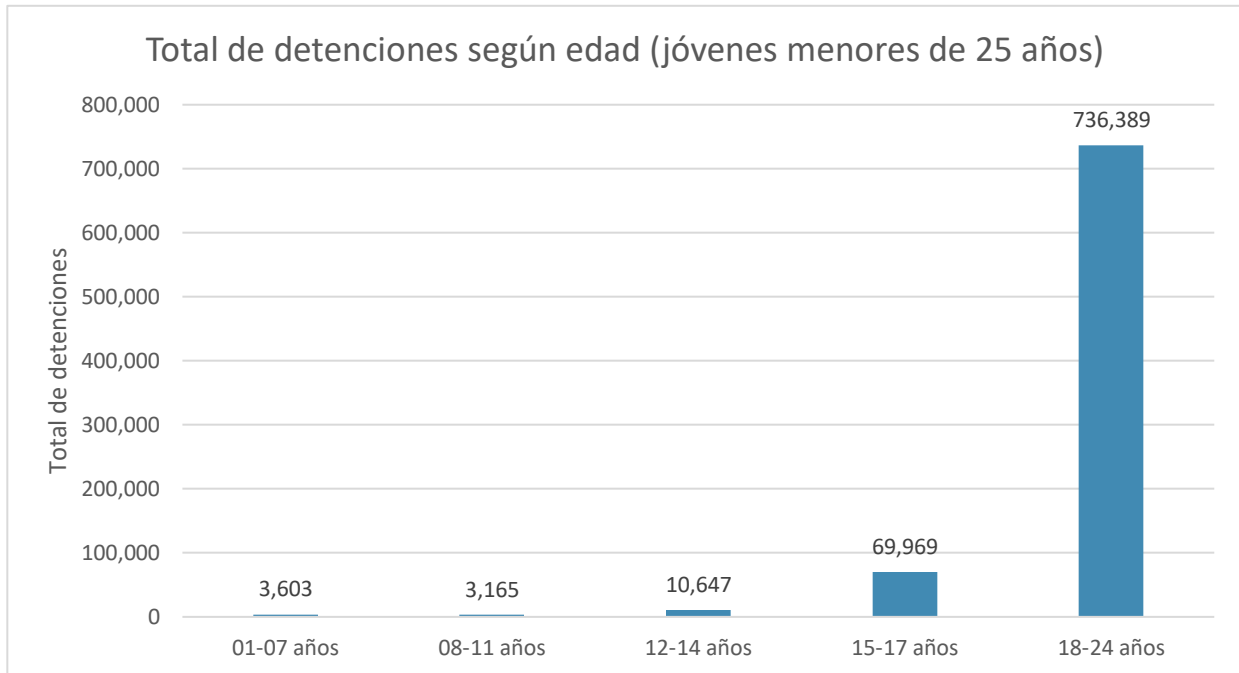 Total de detenciones según edad (jóvenes menores de 25 años)
Total de detenciones
800,000
700,000
600,000
500,000
400,000
300,000
200,000
100,000
0
3,603
3,165
10,647
69,969
736,389
01-07 años
08-11 años
12-14 años
15-17 años
18-24 años